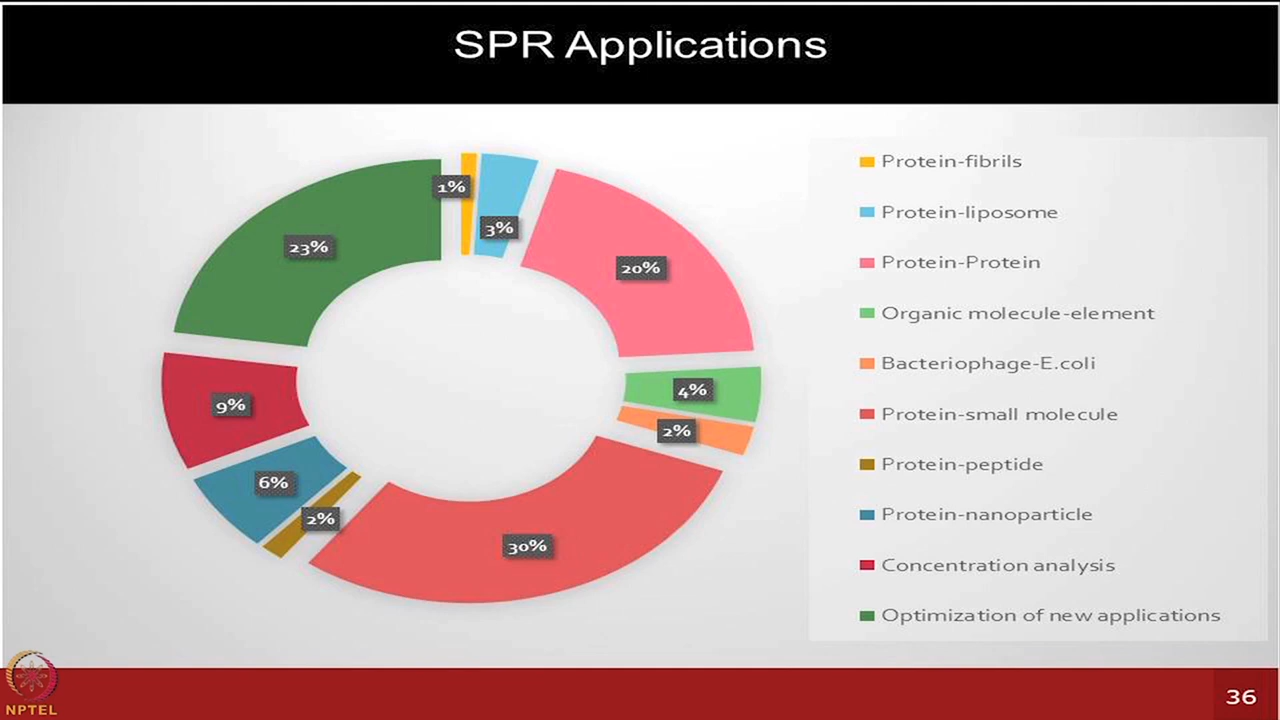 SPR Applications
1%
3%
20%
4%
2%
30%
2%
6%
9%
23%
Protein-fibrils
Protein-liposome
Protein-Protein
Organic molecule-element
Bacteriophage-E.coli
Protein-small molecule
Protein-peptide
Protein-nanoparticle
Concentration analysis
Optimization of new applications
NPTEL
36